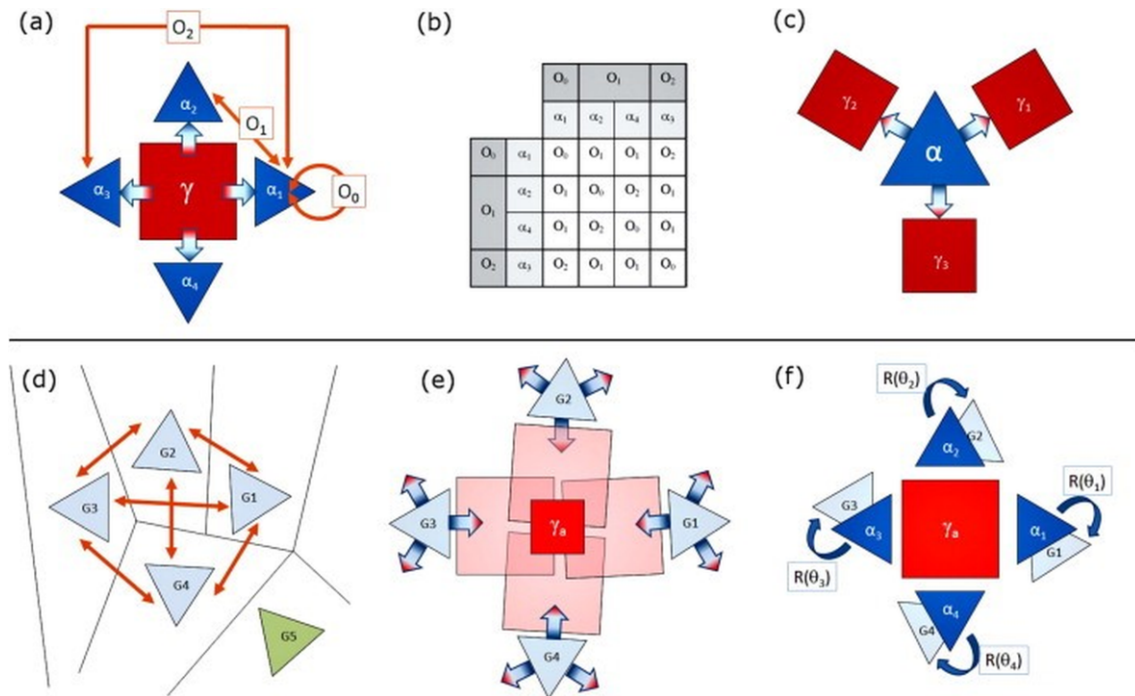 (a)
O₂
α₂
O₁
α₃
γ
α₁
O₀
α₄
(b)
O₀ O₁ O₂
α₁ α₂ α₄ α₃
O₀ α₁ O₀ O₁ O₁ O₂
α₂ O₁ O₀ O₂ O₁
O₁
α₄ O₁ O₂ O₀ O₁
O₂ α₃ O₂ O₁ O₁ O₀
(c)
γ₂
γ₁
α
γ₃
(d)
G2
G3
G1
G4
G5
(e)
G2
G3
γₐ
G1
G4
(f)
R(θ₂)
α₂
G2
G3
α₃
γₐ
α₁
R(θ₁)
G1
R(θ₃)
α₄
G4
R(θ₄)